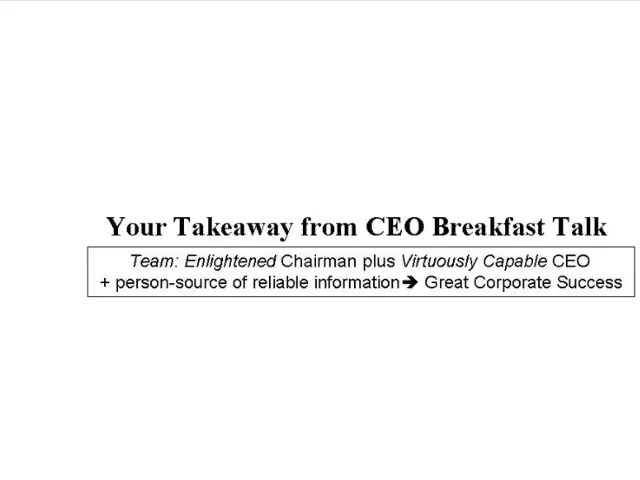 Your Takeaway from CEO Breakfast Talk
Team: Enlightened Chairman plus Virtuously Capable CEO
+ person-source of reliable information➔ Great Corporate Success